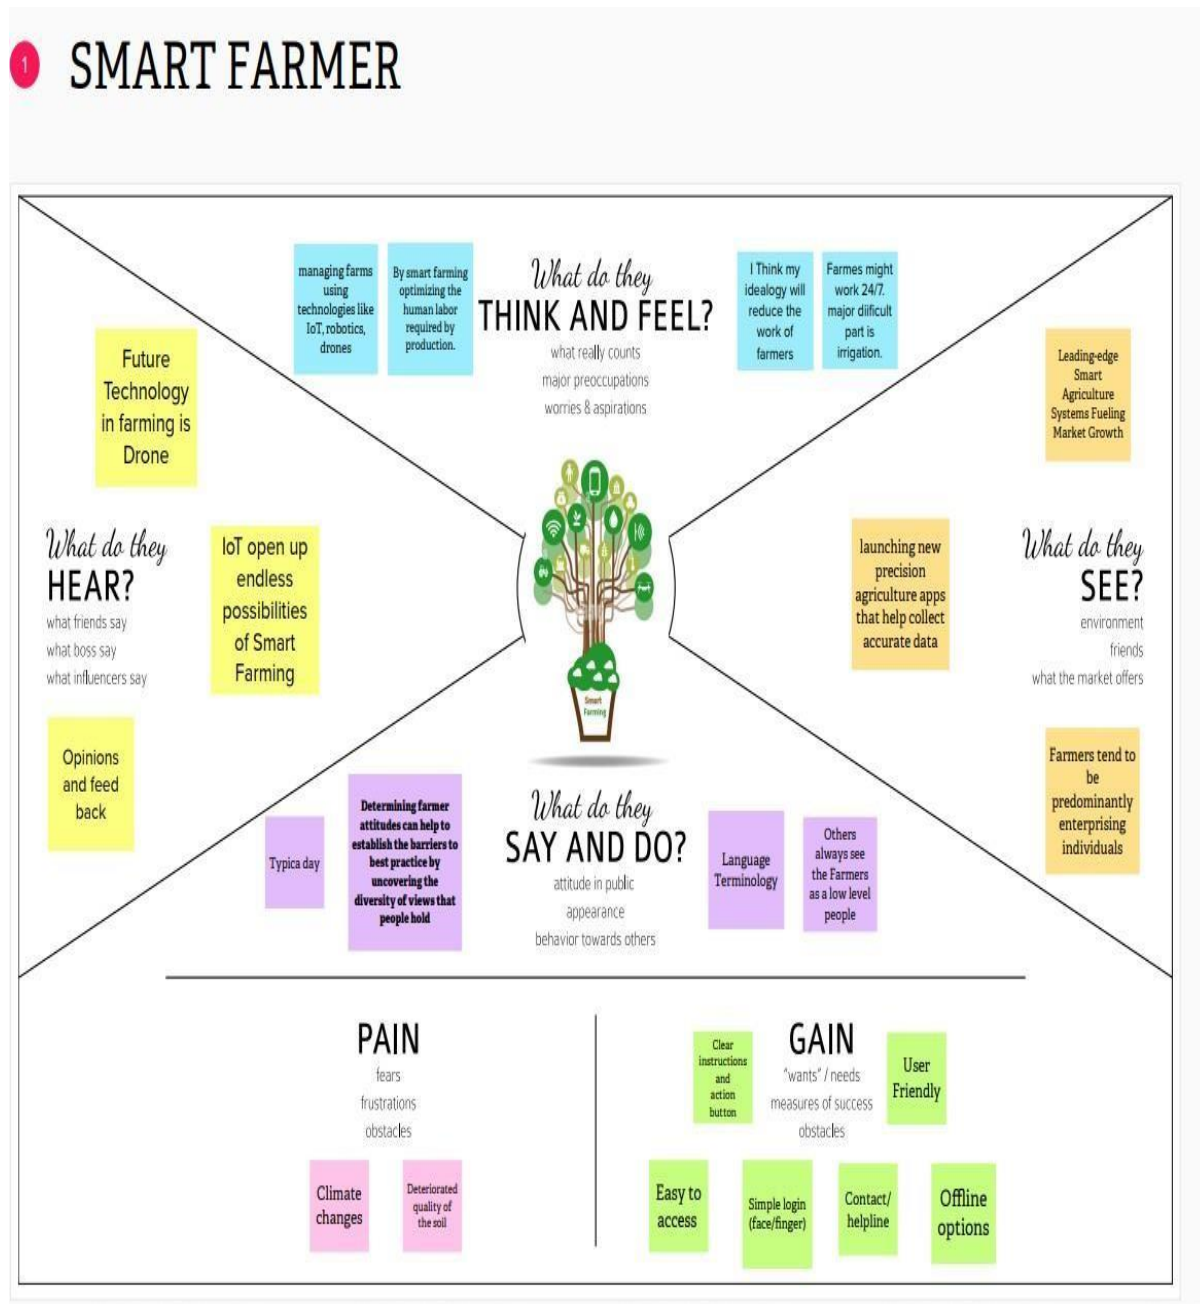 1
SMART FARMER
managing farms
using
technologies like
IoT, robotics,
drones
By smart farming
optimizing the
human labor
required by
production.
What do they
THINK AND FEEL?
what really counts
major preoccupations
worries & aspirations
I Think my
idealogy will
reduce the
work of
farmers
Farmes might
work 24/7.
major diificult
part is
irrigation.
Future
Technology
in farming is
Drone
What do they
HEAR?
what friends say
what boss say
what influencers say
IoT open up
endless
possibilities
of Smart
Farming
Opinions
and feed
back
Leading-edge
Smart
Agriculture
Systems Fueling
Market Growth
launching new
precision
agriculture apps
that help collect
accurate data
What do they
SEE?
environment
friends
what the market offers
Farmers tend to
be
predominantly
enterprising
individuals
Smart
Farming
Typica day
Determining farmer
attitudes can help to
establish the barriers to
best practice by
uncovering the
diversity of views that
people hold
What do they
SAY AND DO?
attitude in public
appearance
behavior towards others
Language
Terminology
Others
always see
the Farmers
as a low level
people
PAIN
fears
frustrations
obstacles
Climate
changes
Deteriorated
quality of
the soil
Clear
instructions
and
action
button
GAIN
"wants" / needs
measures of success
obstacles
User
Friendly
Easy to
access
Simple login
(face/finger)
Contact/
helpline
Offline
options